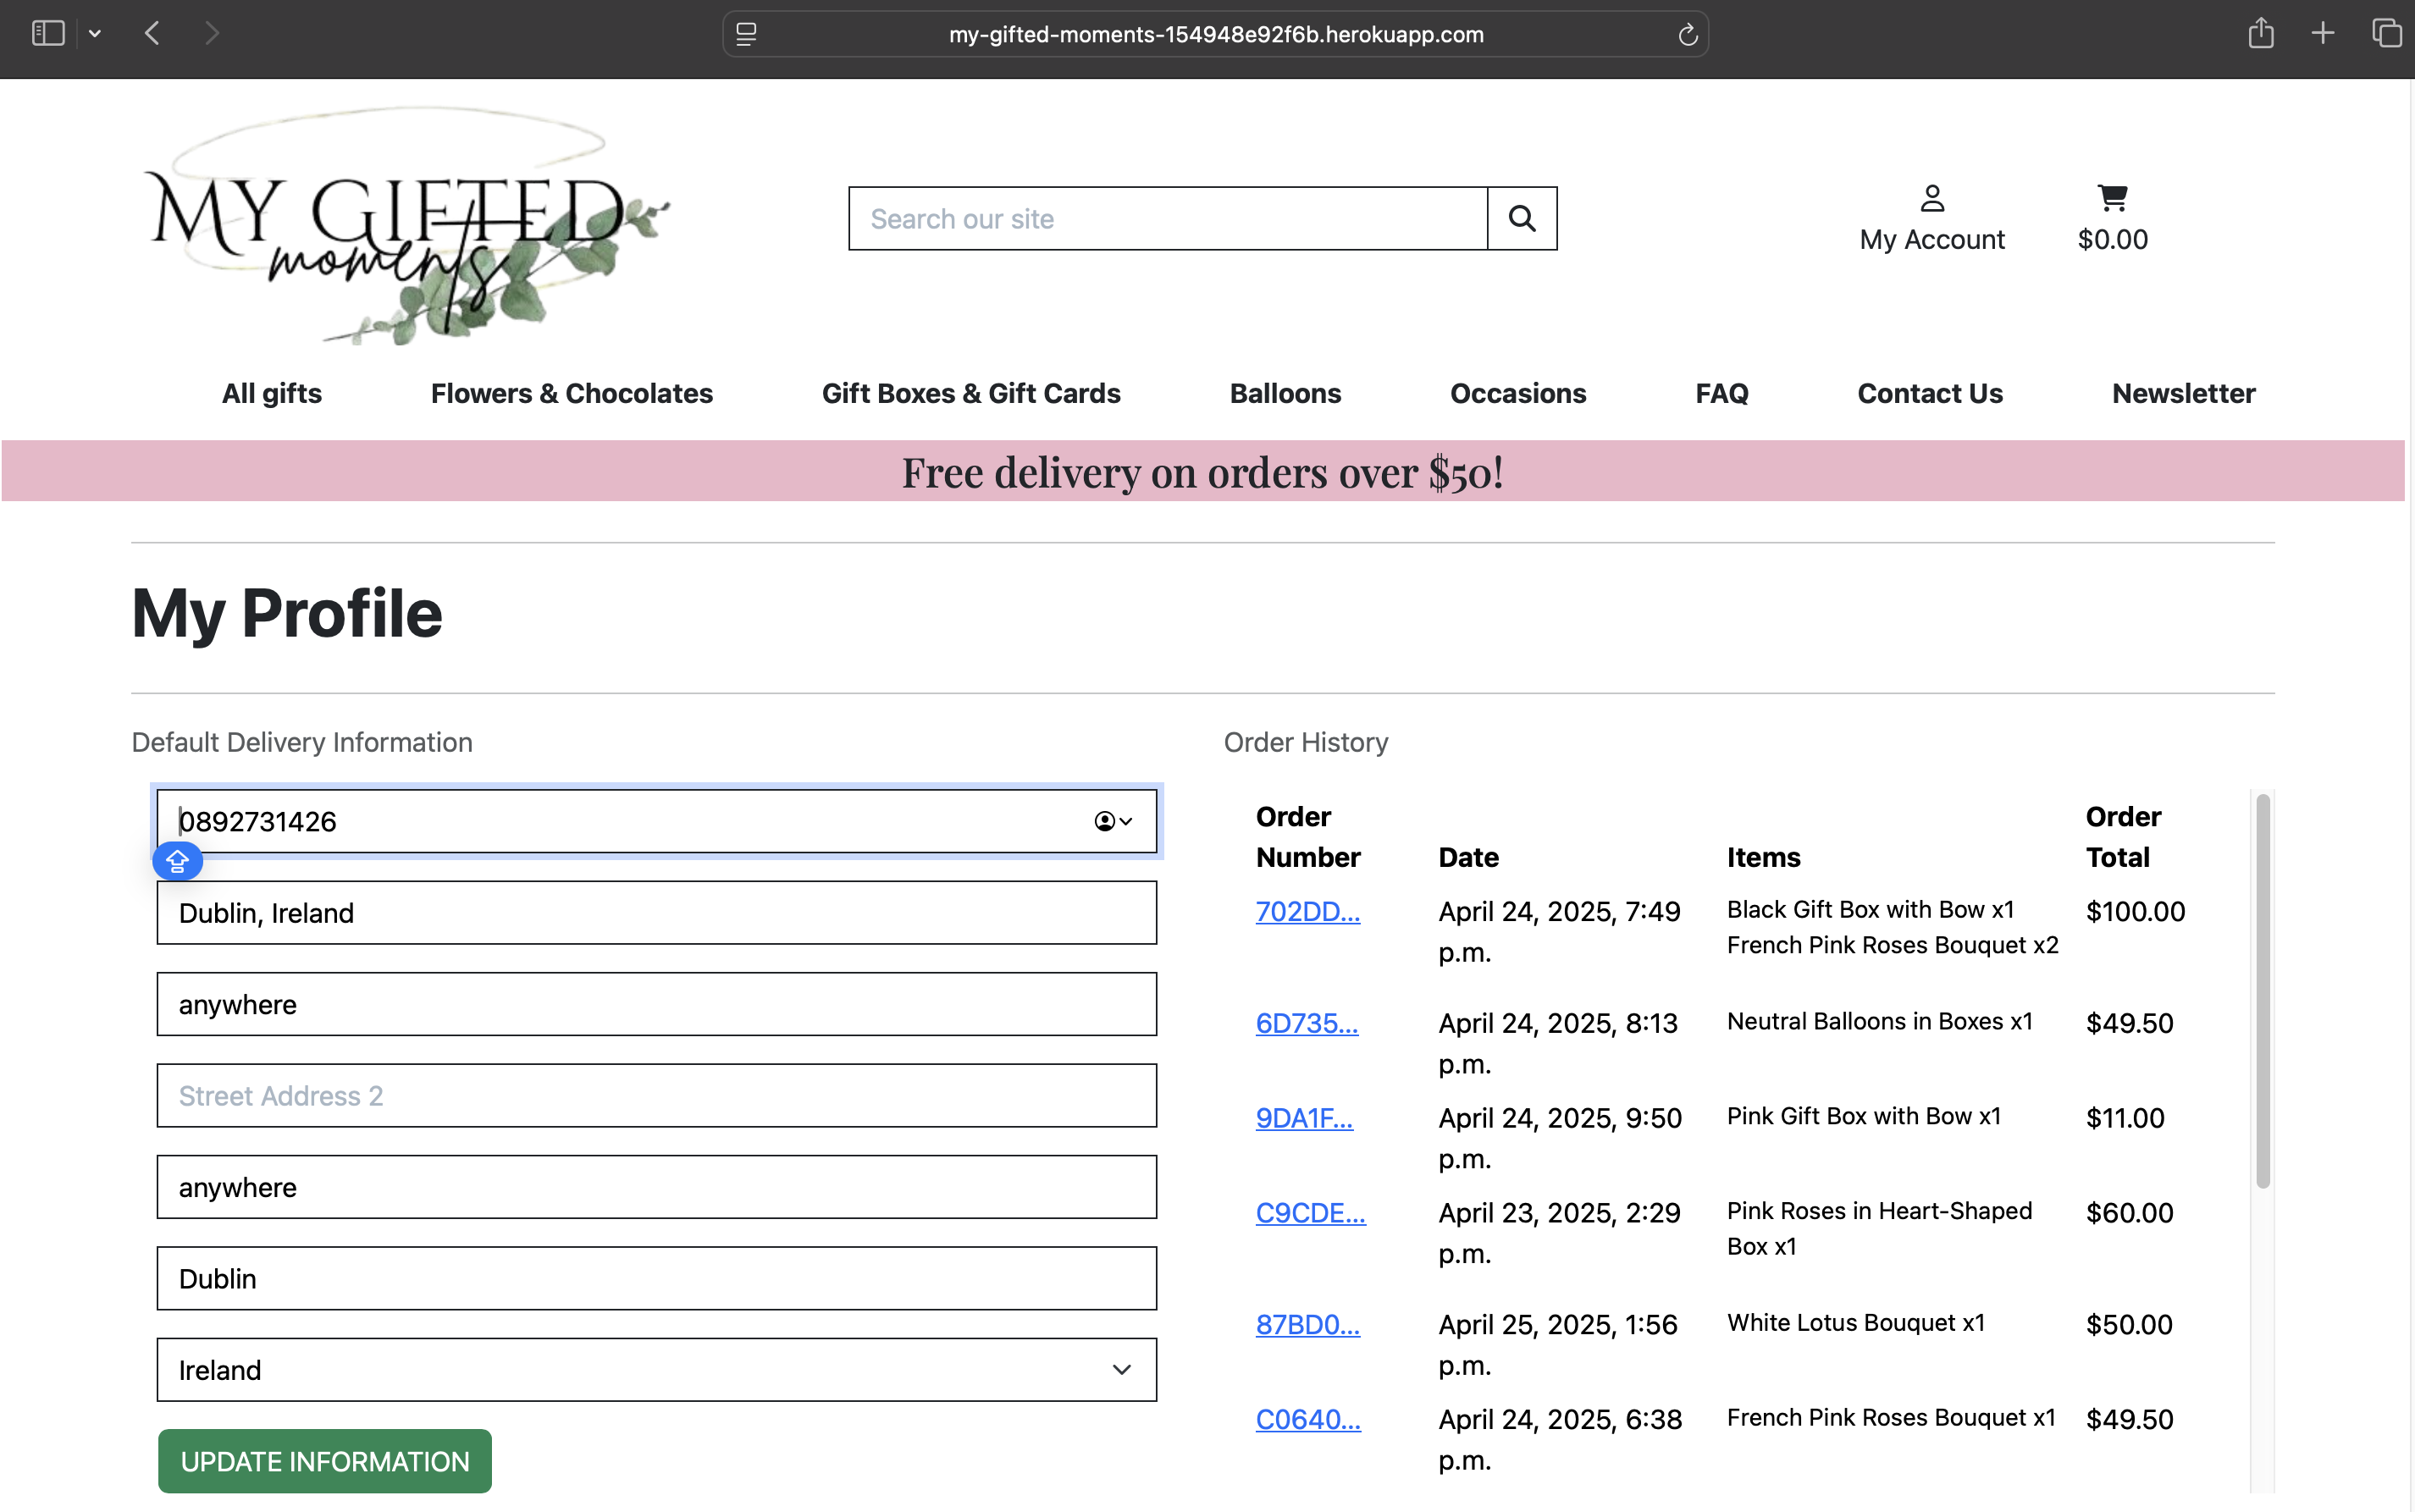 my-gifted-moments-154948e92f6b.herokuapp.com
MY GIFTED
moments
Search our site
My Account
$0.00
All gifts
Flowers & Chocolates
Gift Boxes & Gift Cards
Balloons
Occasions
FAQ
Contact Us
Newsletter
Free delivery on orders over $50!
My Profile
Default Delivery Information
0892731426
Dublin, Ireland
anywhere
Street Address 2
anywhere
Dublin
Ireland
UPDATE INFORMATION
Order History
Order
Number
Date
Items
Order
Total
702DD...
April 24, 2025, 7:49
p.m.
Black Gift Box with Bow x1
French Pink Roses Bouquet x2
$100.00
6D735...
April 24, 2025, 8:13
p.m.
Neutral Balloons in Boxes x1
$49.50
9DA1F...
April 24, 2025, 9:50
p.m.
Pink Gift Box with Bow x1
$11.00
C9CDE...
April 23, 2025, 2:29
p.m.
Pink Roses in Heart-Shaped
Box x1
$60.00
87BD0...
April 25, 2025, 1:56
p.m.
White Lotus Bouquet x1
$50.00
C0640...
April 24, 2025, 6:38
p.m.
French Pink Roses Bouquet x1
$49.50